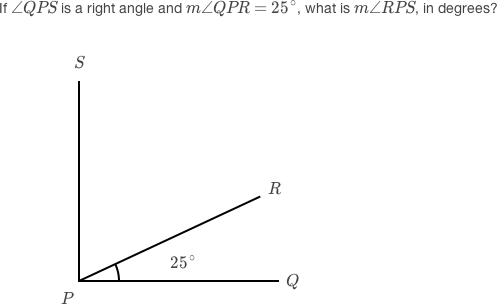 If ∠QPS is a right angle and m∠QPR = 25°, what is m∠RPS, in degrees?
S
R
25°
Q
P